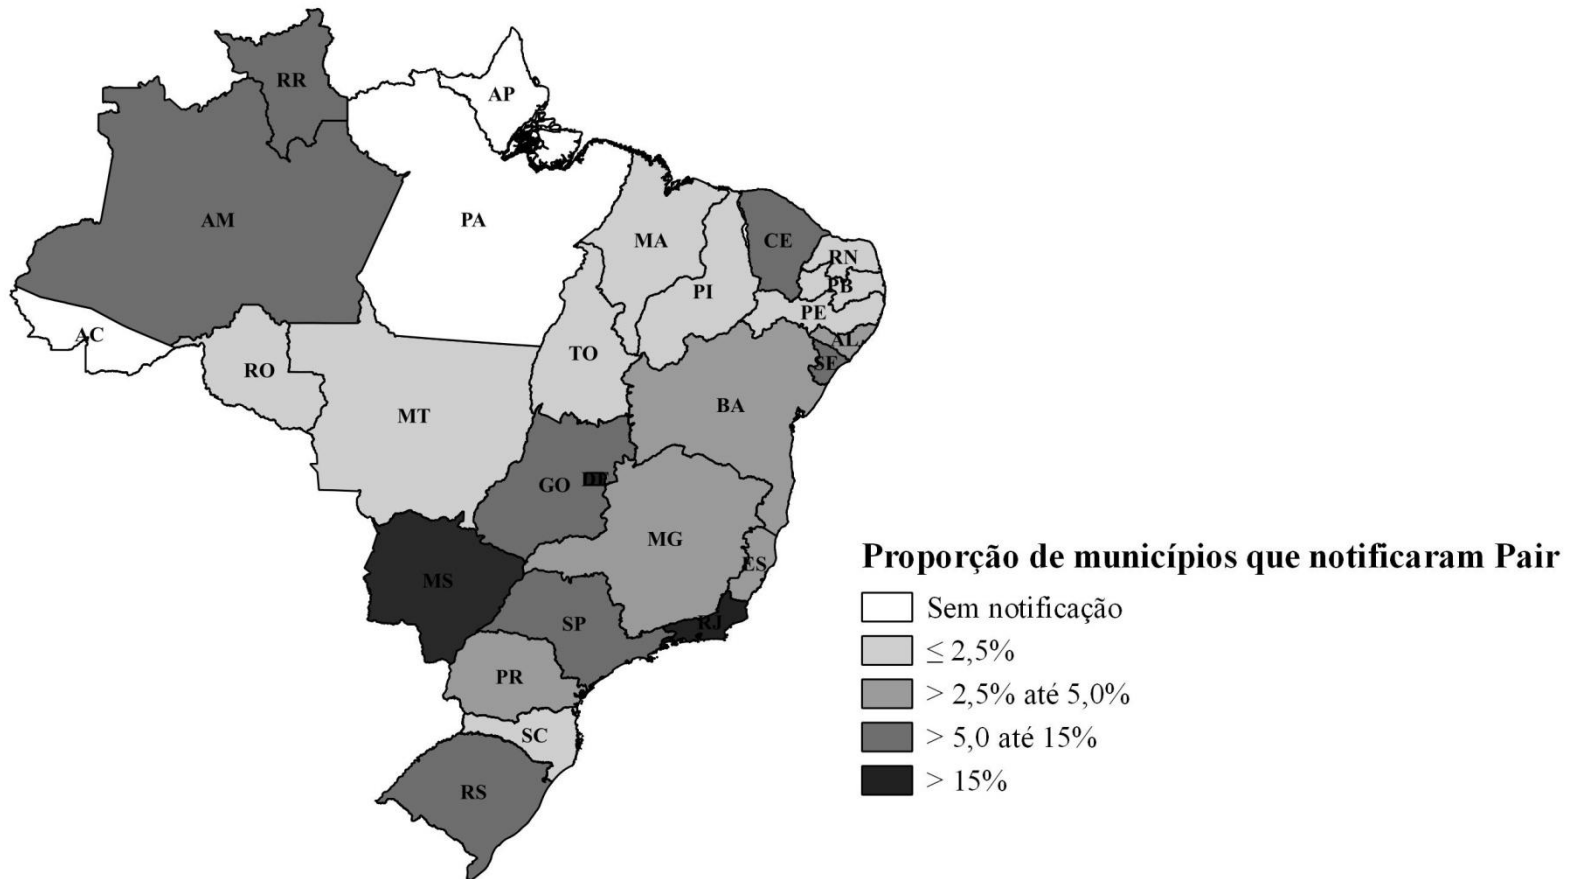 RR
AP
AM
PA
MA
CE
RN
PB
PI
PE
AC
AL
TO
SE
RO
BA
MT
GO
DF
MG
ES
MS
SP
RJ
PR
SC
RS
Proporção de municípios que notificaram Pair
Sem notificação
≤ 2,5%
> 2,5% até 5,0%
> 5,0 até 15%
> 15%